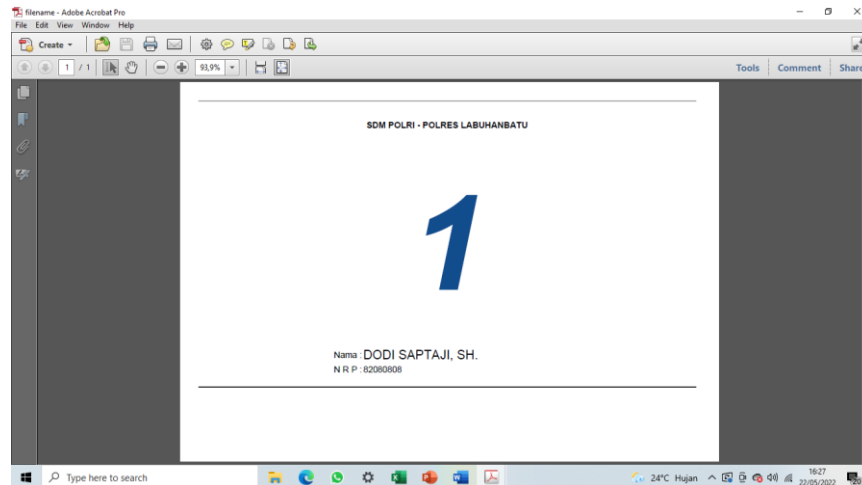 filename - Adobe Acrobat Pro
File Edit View Window Help
Create
1 / 1 93,9% Tools Comment Share
SDM POLRI - POLRES LABUHANBATU
1
Nama : DODI SAPTAJI, SH.
N R P : 82080808
Type here to search 24°C Hujan 18:27
22/05/2022